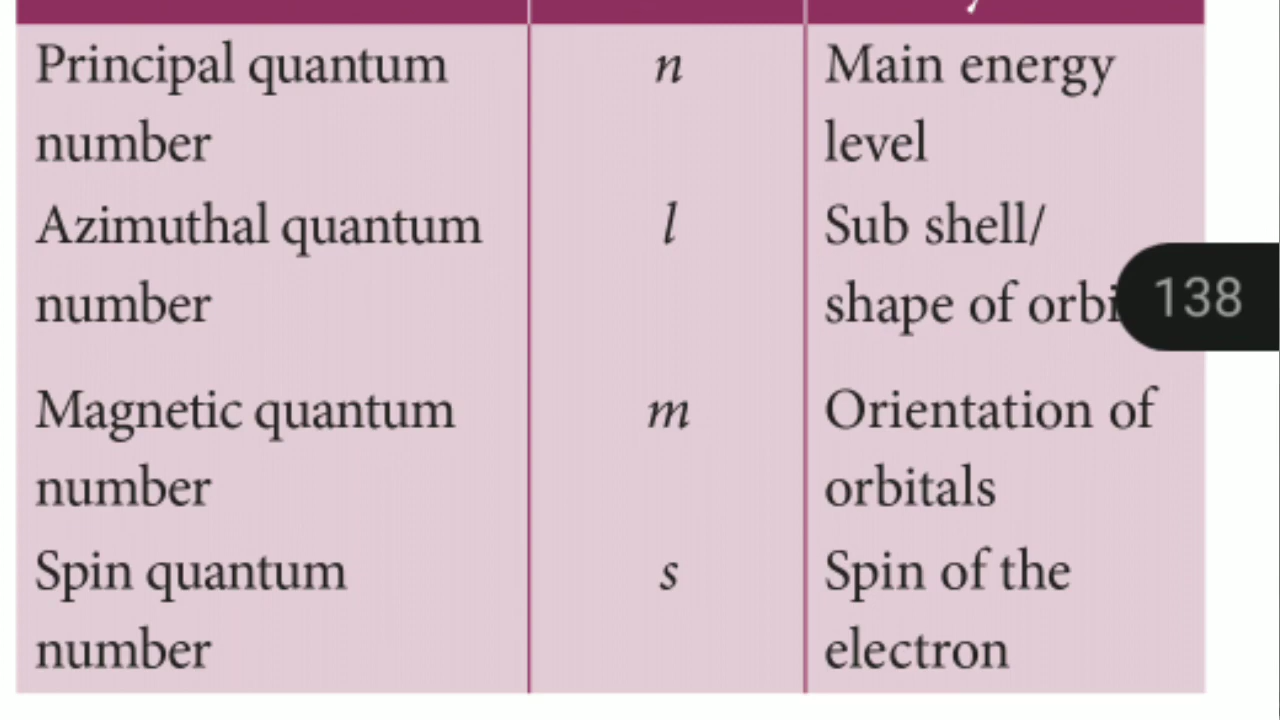 Principal quantum n Main energy
number level
Azimuthal quantum l Sub shell/
number shape of
138
Magnetic quantum m Orientation of
number orbitals
Spin quantum s Spin of the
number electron